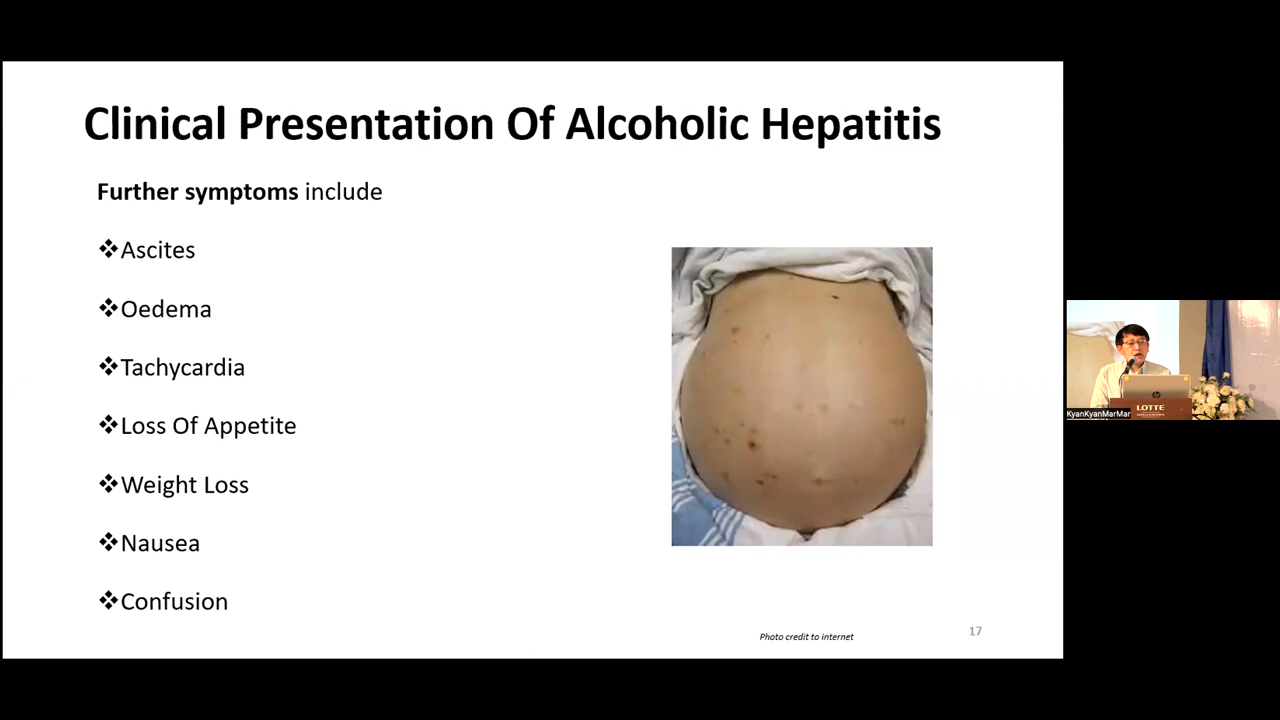 Clinical Presentation Of Alcoholic Hepatitis
Further symptoms include
❖Ascites
❖Oedema
❖Tachycardia
❖Loss Of Appetite
❖Weight Loss
❖Nausea
❖Confusion
Photo credit to internet
17
KyanKyanMarMar
LOTTE
hp